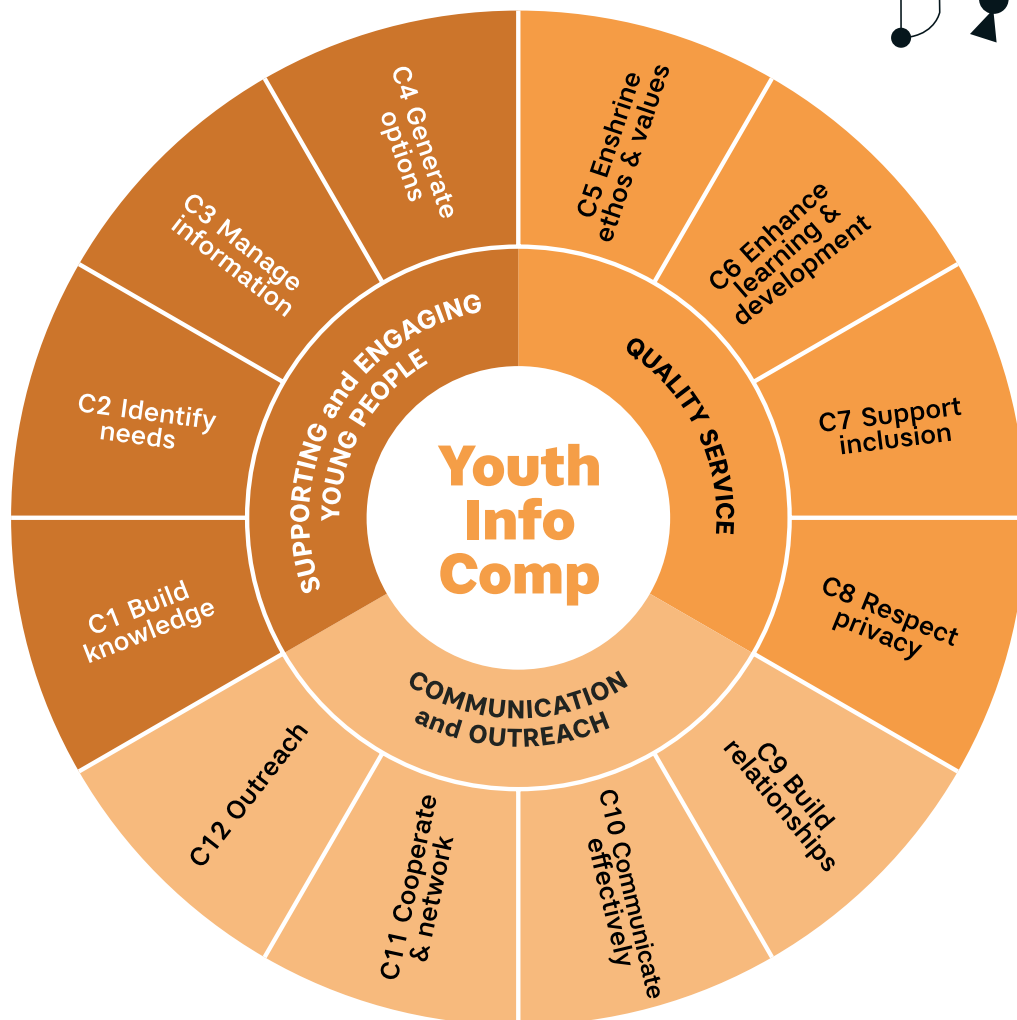 Youth
Info
Comp
SUPPORTING and ENGAGING
YOUNG PEOPLE
QUALITY SERVICE
COMMUNICATION
and OUTREACH
C1 Build
knowledge
C2 Identify
needs
C3 Manage
information
C4 Generate
options
C5 Enshrine
ethos & values
C6 Enhance
learning &
development
C7 Support
inclusion
C8 Respect
privacy
C9 Build
relationships
C10 Communicate
effectively
C11 Cooperate
& network
C12 Outreach